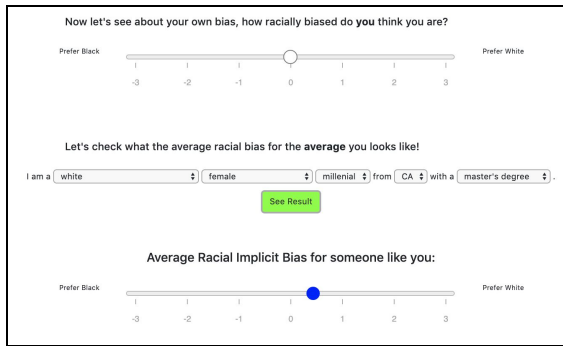 Now let's see about your own bias, how racially biased do you think you are?
Prefer Black
Prefer White
-3 -2 -1 0 1 2 3
Let's check what the average racial bias for the average you looks like!
I am a white female millenial from CA with a master's degree .
See Result
Average Racial Implicit Bias for someone like you:
Prefer Black
Prefer White
-3 -2 -1 0 1 2 3